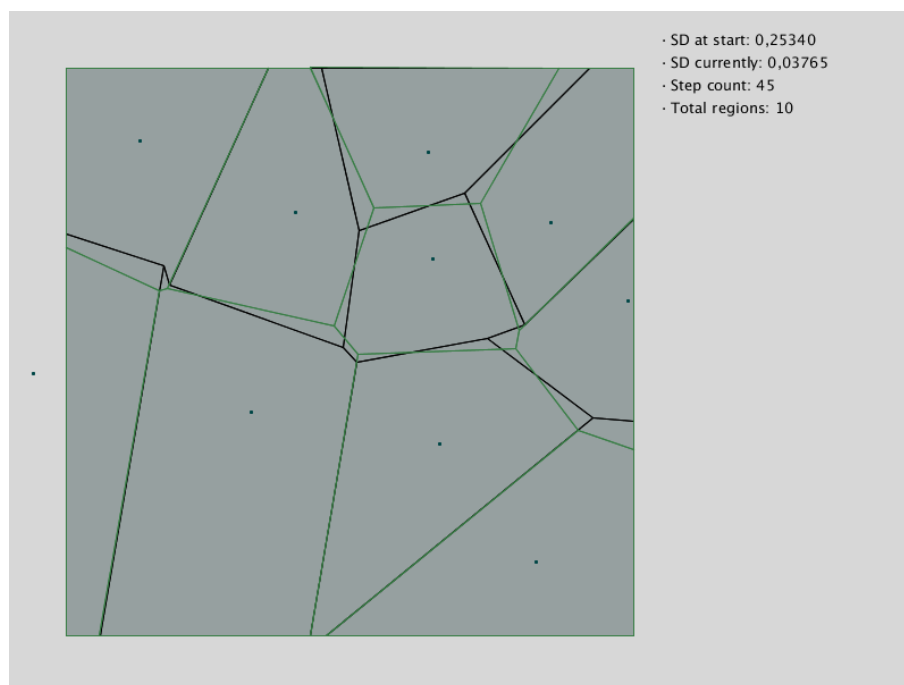 · SD at start: 0,25340
· SD currently: 0,03765
· Step count: 45
· Total regions: 10